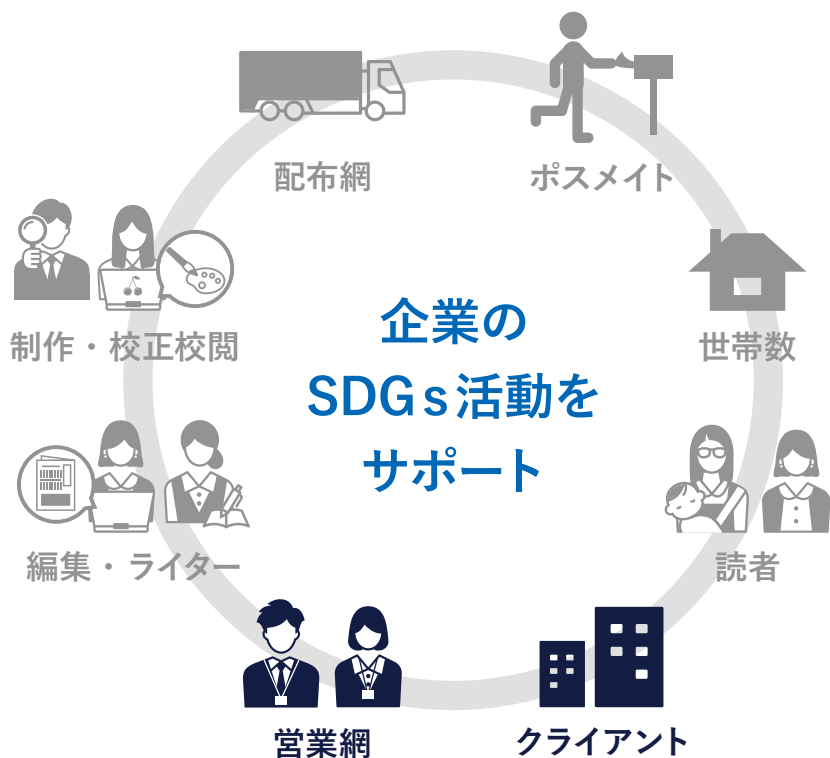 配布網
ポスメイト
制作・校正校閲
世帯数
企業の
SDGs活動を
サポート
編集・ライター
読者
営業網
クライアント